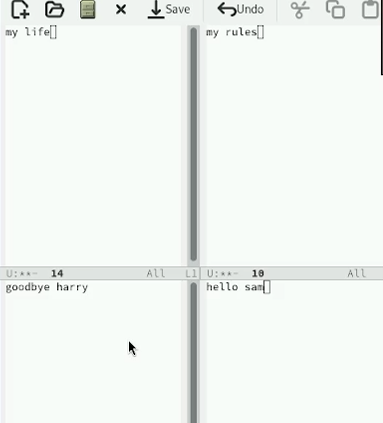 Save Undo
my life
my rules
U:**- 14 All L1
U:**- 10 All
goodbye harry
hello sam